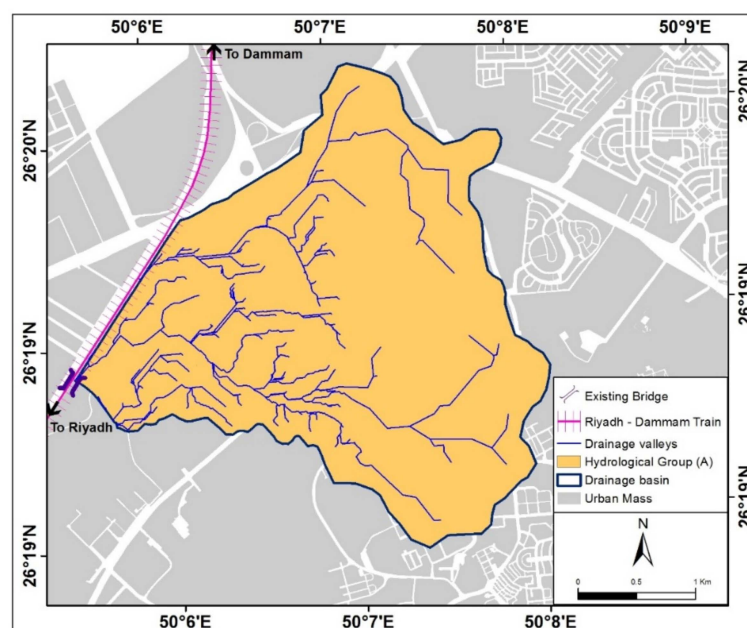 50°6'E 50°7'E 50°8'E 50°9'E
To Dammam
26°20'N
26°20'N
26°19'N
26°19'N
To Riyadh
Existing Bridge
Riyadh - Dammam Train
Drainage valleys
Hydrological Group (A)
Drainage basin
Urban Mass
26°19'N
26°19'N
N
0 0.5 1 Km
50°6'E 50°7'E 50°8'E